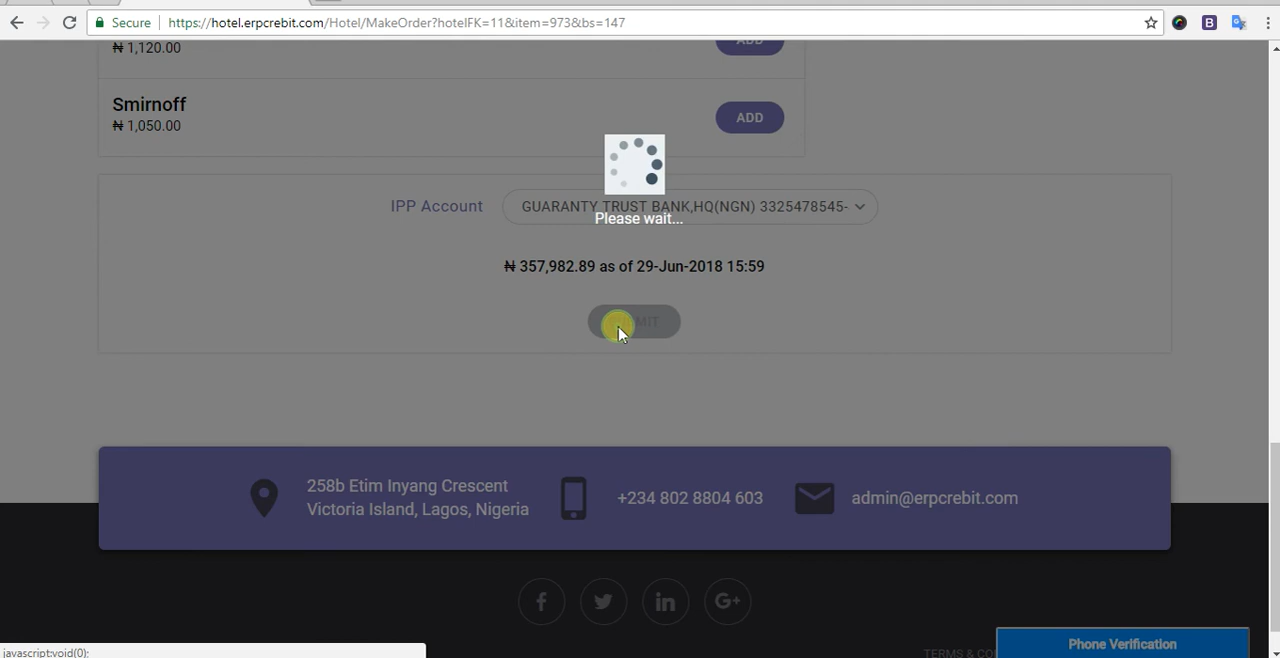 Secure
https://hotel.erpcrebit.com/Hotel/MakeOrder?hotelFK=11&item=973&bs=147
₦ 1,120.00
ADD
Smirnoff
₦ 1,050.00
ADD
Please wait...
IPP Account
GUARANTY TRUST BANK,HQ(NGN) 3325478545-
₦ 357,982.89 as of 29-Jun-2018 15:59
258b Etim Inyang Crescent
Victoria Island, Lagos, Nigeria
+234 802 8804 603
admin@erpcrebit.com
Phone Verification
TERMS &
javascript:void(0);